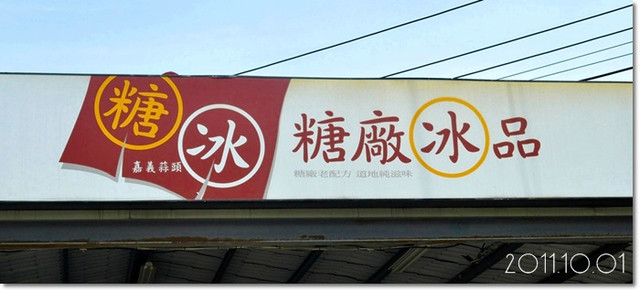 糖冰
嘉義蒜頭
糖廠冰品
糖廠老配方 道地純滋味
2011.10.01